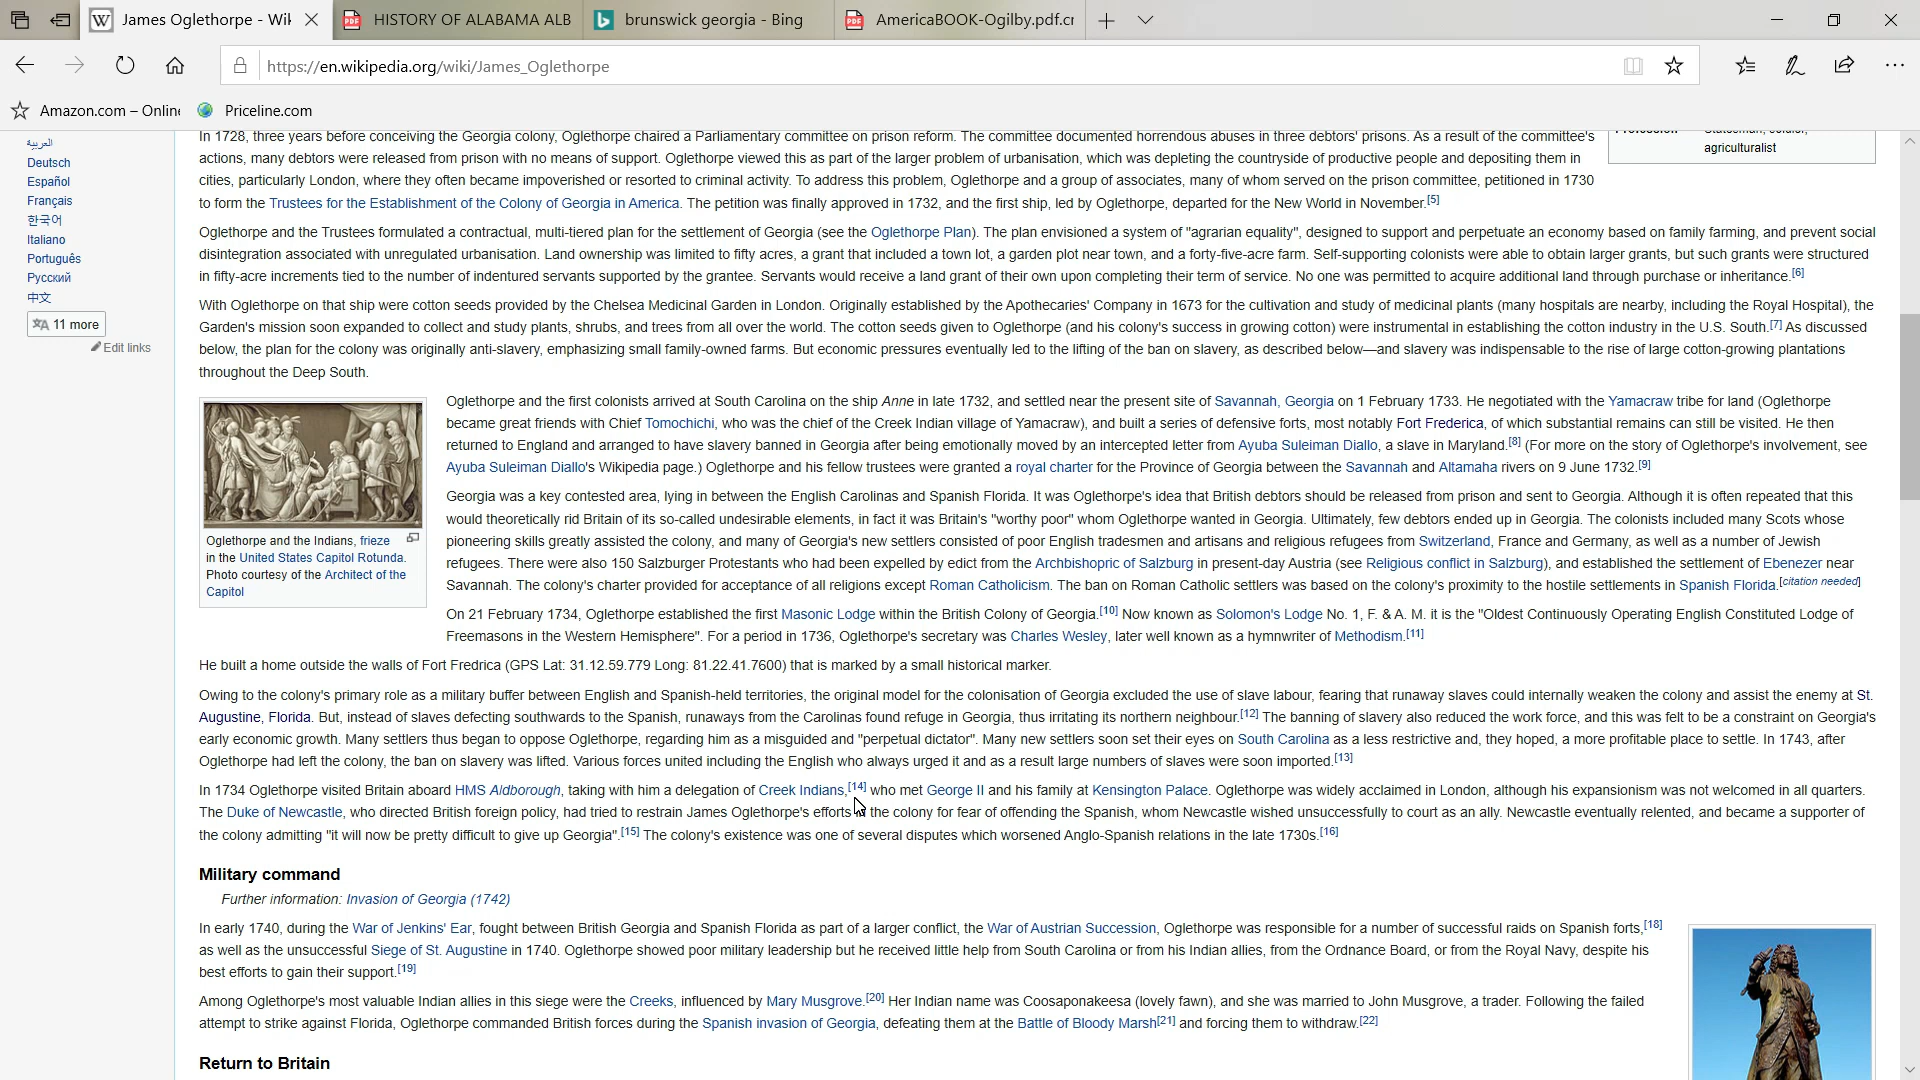 James Oglethorpe - Wil
HISTORY OF ALABAMA ALB
brunswick georgia - Bing
AmericaBOOK-Ogilby.pdf.cr
https://en.wikipedia.org/wiki/James_Oglethorpe
Amazon.com – Online
Priceline.com
العربية
Deutsch
Español
Français
한국어
Italiano
Português
Русский
中文
11 more
Edit links
In 1728, three years before conceiving the Georgia colony, Oglethorpe chaired a Parliamentary committee on prison reform. The committee documented horrendous abuses in three debtors' prisons. As a result of the committee's
actions, many debtors were released from prison with no means of support. Oglethorpe viewed this as part of the larger problem of urbanisation, which was depleting the countryside of productive people and depositing them in
cities, particularly London, where they often became impoverished or resorted to criminal activity. To address this problem, Oglethorpe and a group of associates, many of whom served on the prison committee, petitioned in 1730
to form the Trustees for the Establishment of the Colony of Georgia in America. The petition was finally approved in 1732, and the first ship, led by Oglethorpe, departed for the New World in November.[5]
agriculturalist
Oglethorpe and the Trustees formulated a contractual, multi-tiered plan for the settlement of Georgia (see the Oglethorpe Plan). The plan envisioned a system of "agrarian equality", designed to support and perpetuate an economy based on family farming, and prevent social
disintegration associated with unregulated urbanisation. Land ownership was limited to fifty acres, a grant that included a town lot, a garden plot near town, and a forty-five-acre farm. Self-supporting colonists were able to obtain larger grants, but such grants were structured
in fifty-acre increments tied to the number of indentured servants supported by the grantee. Servants would receive a land grant of their own upon completing their term of service. No one was permitted to acquire additional land through purchase or inheritance.[6]
With Oglethorpe on that ship were cotton seeds provided by the Chelsea Medicinal Garden in London. Originally established by the Apothecaries' Company in 1673 for the cultivation and study of medicinal plants (many hospitals are nearby, including the Royal Hospital), the
Garden's mission soon expanded to collect and study plants, shrubs, and trees from all over the world. The cotton seeds given to Oglethorpe (and his colony's success in growing cotton) were instrumental in establishing the cotton industry in the U.S. South.[7] As discussed
below, the plan for the colony was originally anti-slavery, emphasizing small family-owned farms. But economic pressures eventually led to the lifting of the ban on slavery, as described below—and slavery was indispensable to the rise of large cotton-growing plantations
throughout the Deep South.
Oglethorpe and the Indians, frieze
in the United States Capitol Rotunda.
Photo courtesy of the Architect of the
Capitol
Oglethorpe and the first colonists arrived at South Carolina on the ship Anne in late 1732, and settled near the present site of Savannah, Georgia on 1 February 1733. He negotiated with the Yamacraw tribe for land (Oglethorpe
became great friends with Chief Tomochichi, who was the chief of the Creek Indian village of Yamacraw), and built a series of defensive forts, most notably Fort Frederica, of which substantial remains can still be visited. He then
returned to England and arranged to have slavery banned in Georgia after being emotionally moved by an intercepted letter from Ayuba Suleiman Diallo, a slave in Maryland.[8] (For more on the story of Oglethorpe's involvement, see
Ayuba Suleiman Diallo's Wikipedia page.) Oglethorpe and his fellow trustees were granted a royal charter for the Province of Georgia between the Savannah and Altamaha rivers on 9 June 1732.[9]
Georgia was a key contested area, lying in between the English Carolinas and Spanish Florida. It was Oglethorpe's idea that British debtors should be released from prison and sent to Georgia. Although it is often repeated that this
would theoretically rid Britain of its so-called undesirable elements, in fact it was Britain's "worthy poor" whom Oglethorpe wanted in Georgia. Ultimately, few debtors ended up in Georgia. The colonists included many Scots whose
pioneering skills greatly assisted the colony, and many of Georgia's new settlers consisted of poor English tradesmen and artisans and religious refugees from Switzerland, France and Germany, as well as a number of Jewish
refugees. There were also 150 Salzburger Protestants who had been expelled by edict from the Archbishopric of Salzburg in present-day Austria (see Religious conflict in Salzburg), and established the settlement of Ebenezer near
Savannah. The colony's charter provided for acceptance of all religions except Roman Catholicism. The ban on Roman Catholic settlers was based on the colony's proximity to the hostile settlements in Spanish Florida.[citation needed]
On 21 February 1734, Oglethorpe established the first Masonic Lodge within the British Colony of Georgia.[10] Now known as Solomon's Lodge No. 1, F. & A. M. it is the "Oldest Continuously Operating English Constituted Lodge of
Freemasons in the Western Hemisphere". For a period in 1736, Oglethorpe's secretary was Charles Wesley, later well known as a hymnwriter of Methodism.[11]
He built a home outside the walls of Fort Fredrica (GPS Lat: 31.12.59.779 Long: 81.22.41.7600) that is marked by a small historical marker.
Owing to the colony's primary role as a military buffer between English and Spanish-held territories, the original model for the colonisation of Georgia excluded the use of slave labour, fearing that runaway slaves could internally weaken the colony and assist the enemy at St.
Augustine, Florida. But, instead of slaves defecting southwards to the Spanish, runaways from the Carolinas found refuge in Georgia, thus irritating its northern neighbour.[12] The banning of slavery also reduced the work force, and this was felt to be a constraint on Georgia's
early economic growth. Many settlers thus began to oppose Oglethorpe, regarding him as a misguided and "perpetual dictator". Many new settlers soon set their eyes on South Carolina as a less restrictive and, they hoped, a more profitable place to settle. In 1743, after
Oglethorpe had left the colony, the ban on slavery was lifted. Various forces united including the English who always urged it and as a result large numbers of slaves were soon imported.[13]
In 1734 Oglethorpe visited Britain aboard HMS Aldborough, taking with him a delegation of Creek Indians,[14] who met George II and his family at Kensington Palace. Oglethorpe was widely acclaimed in London, although his expansionism was not welcomed in all quarters.
The Duke of Newcastle, who directed British foreign policy, had tried to restrain James Oglethorpe's efforts the colony for fear of offending the Spanish, whom Newcastle wished unsuccessfully to court as an ally. Newcastle eventually relented, and became a supporter of
the colony admitting "it will now be pretty difficult to give up Georgia".[15] The colony's existence was one of several disputes which worsened Anglo-Spanish relations in the late 1730s.[16]
Military command
Further information: Invasion of Georgia (1742)
In early 1740, during the War of Jenkins' Ear, fought between British Georgia and Spanish Florida as part of a larger conflict, the War of Austrian Succession, Oglethorpe was responsible for a number of successful raids on Spanish forts,[18]
as well as the unsuccessful Siege of St. Augustine in 1740. Oglethorpe showed poor military leadership but he received little help from South Carolina or from his Indian allies, from the Ordnance Board, or from the Royal Navy, despite his
best efforts to gain their support.[19]
Among Oglethorpe's most valuable Indian allies in this siege were the Creeks, influenced by Mary Musgrove.[20] Her Indian name was Coosaponakeesa (lovely fawn), and she was married to John Musgrove, a trader. Following the failed
attempt to strike against Florida, Oglethorpe commanded British forces during the Spanish invasion of Georgia, defeating them at the Battle of Bloody Marsh[21] and forcing them to withdraw.[22]
Return to Britain